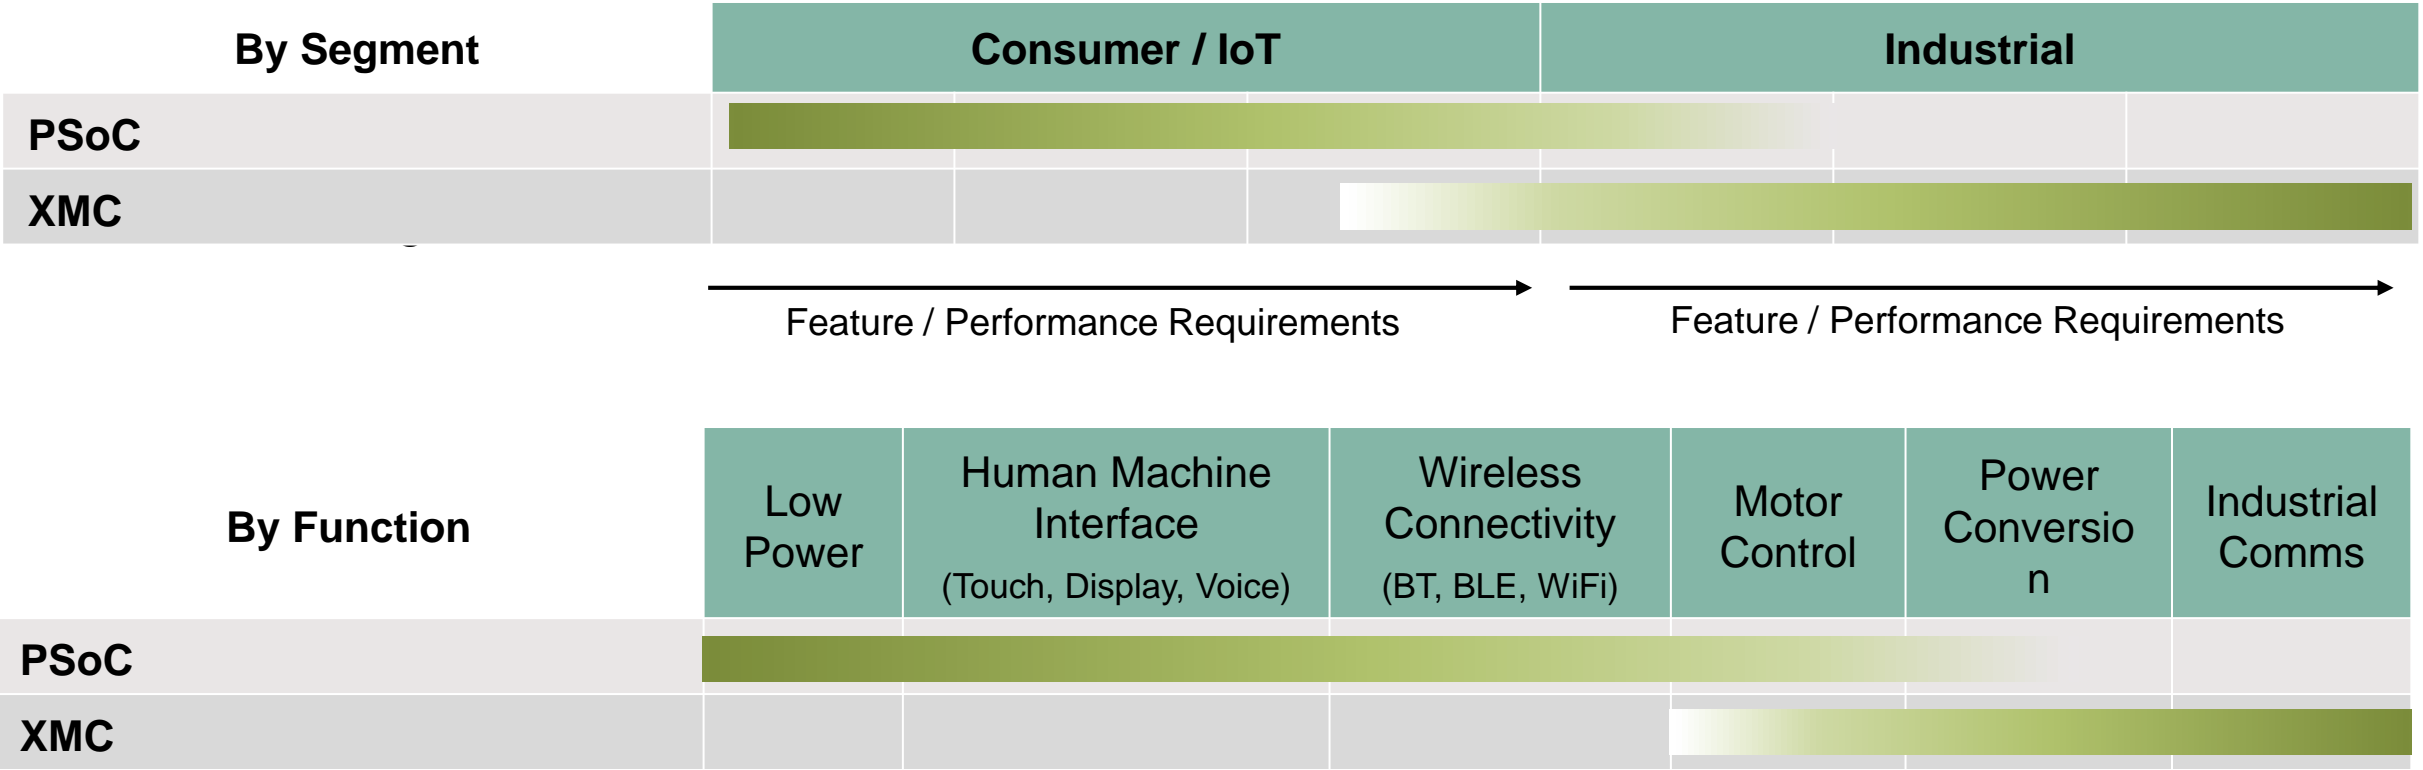 By Segment
Consumer / IoT
Industrial
PSoC
XMC
Feature / Performance Requirements
Feature / Performance Requirements
By Function
Low
Power
Human Machine
Interface
(Touch, Display, Voice)
Wireless
Connectivity
(BT, BLE, WiFi)
Motor
Control
Power
Conversio
n
Industrial
Comms
PSoC
XMC